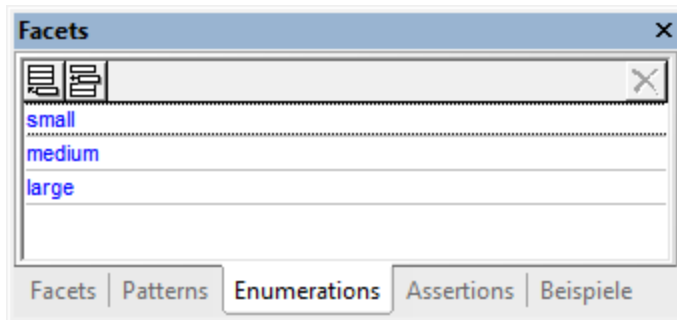 Facets
small
medium
large
Facets Patterns Enumerations Assertions Beispiele